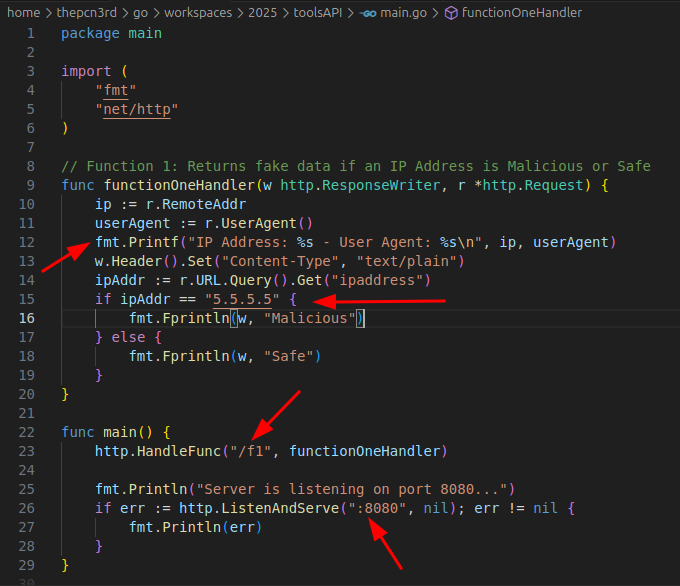 home > thepcn3rd > go > workspaces > 2025 > toolsAPI > main.go > functionOneHandler
1 package main
2
3 import (
4     "fmt"
5     "net/http"
6 )
7
8 // Function 1: Returns fake data if an IP Address is Malicious or Safe
9 func functionOneHandler(w http.ResponseWriter, r *http.Request) {
10     ip := r.RemoteAddr
11     userAgent := r.UserAgent()
12     fmt.Printf("IP Address: %s - User Agent: %s\n", ip, userAgent)
13     w.Header().Set("Content-Type", "text/plain")
14     ipAddr := r.URL.Query().Get("ipaddress")
15     if ipAddr == "5.5.5.5" {
16         fmt.Fprintln(w, "Malicious")
17     } else {
18         fmt.Fprintln(w, "Safe")
19     }
20 }
21
22 func main() {
23     http.HandleFunc("/f1", functionOneHandler)
24
25     fmt.Println("Server is listening on port 8080...")
26     if err := http.ListenAndServe(":8080", nil); err != nil {
27         fmt.Println(err)
28     }
29 }
30